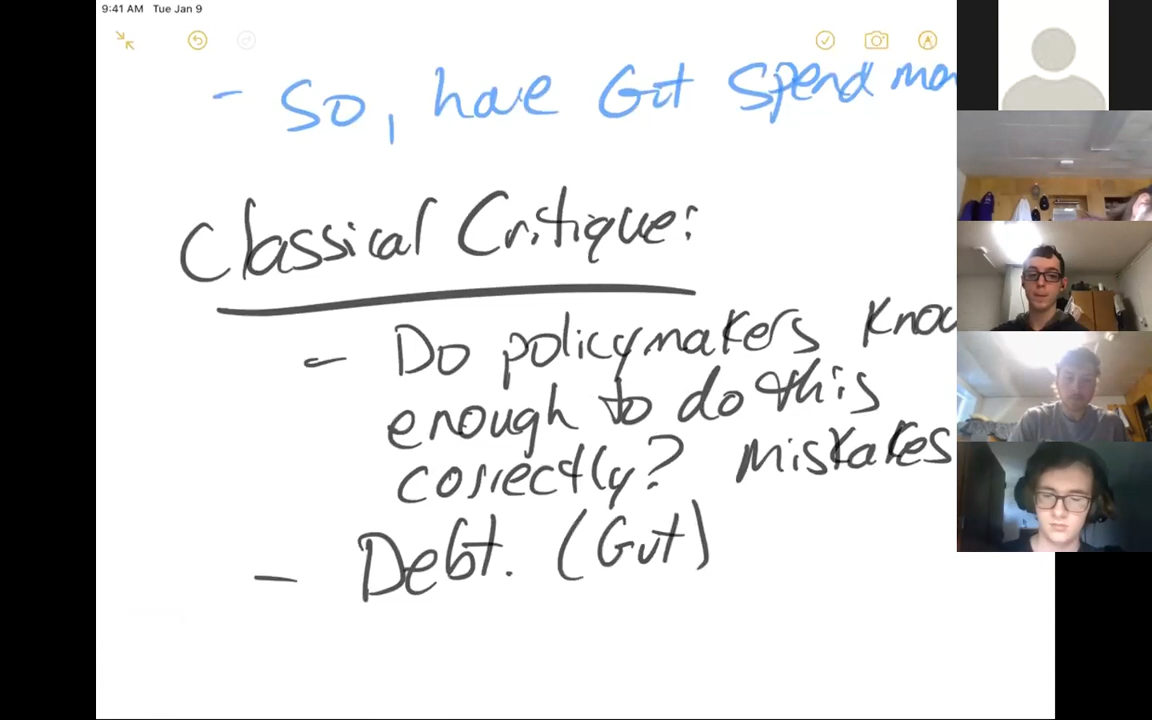 9:41 AM Tue Jan 9
- So, have Gvt spend mo
Classical Critique:
- Do policymakers know
enough to do this
correctly? Mistakes
- Debt. (Gvt)